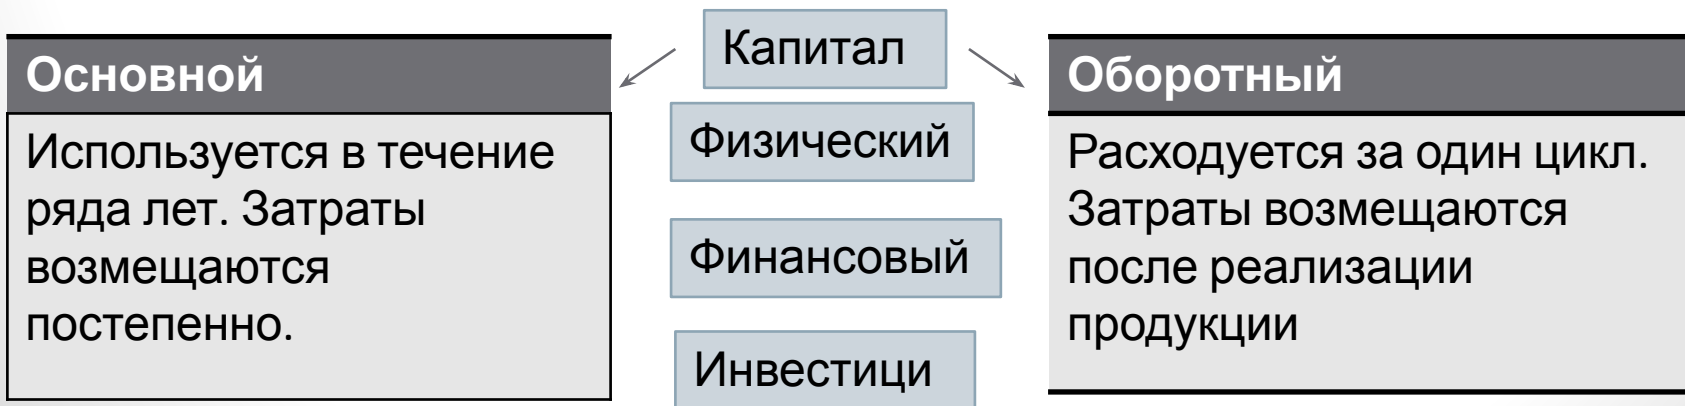 Капитал
Основной
Используется в течение
ряда лет. Затраты
возмещаются
постепенно.
Физический
Финансовый
Инвестици
Оборотный
Расходуется за один цикл.
Затраты возмещаются
после реализации
продукции